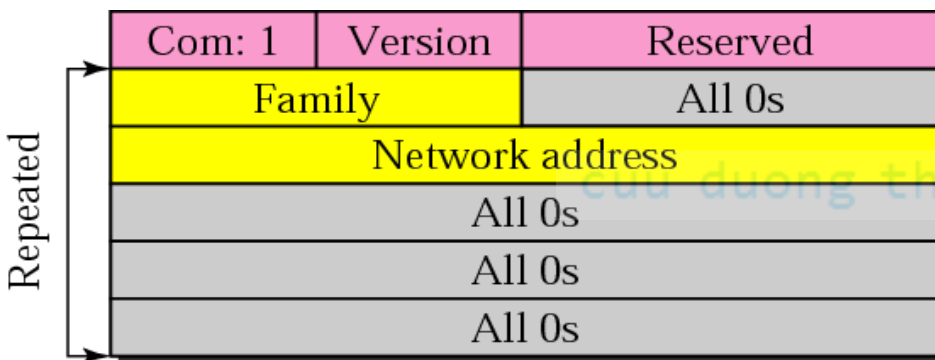 Com: 1 Version Reserved
Family All 0s
Network address
cuu duong th
All 0s
All 0s
All 0s
Repeated